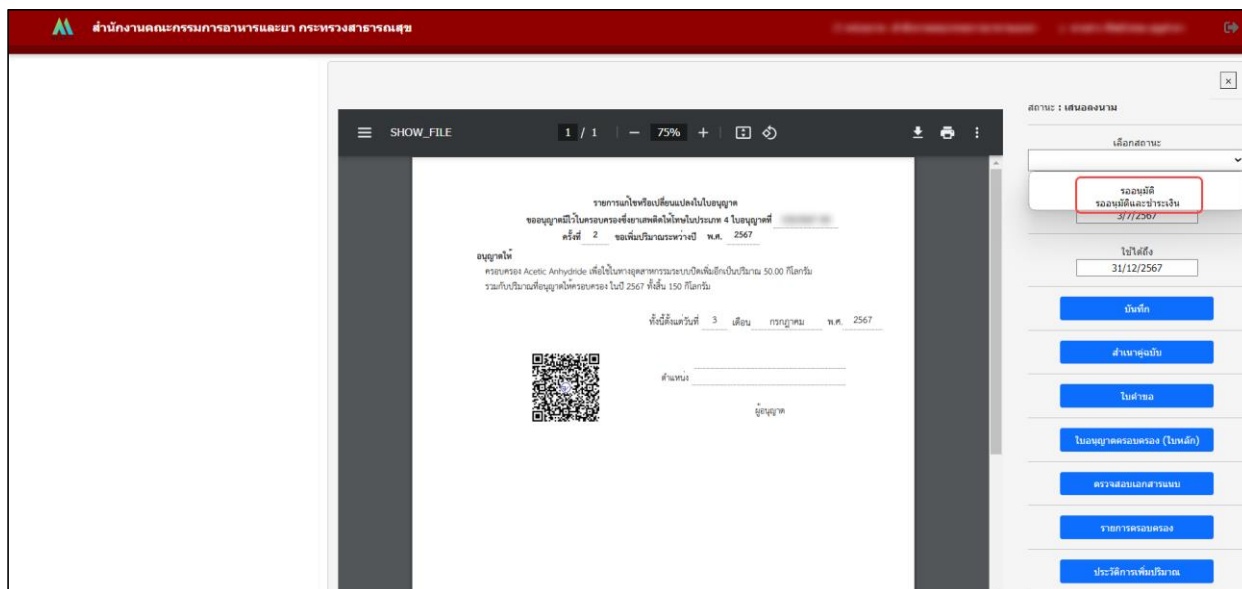 สำนักงานคณะกรรมการอาหารและยา กระทรวงสาธารณสุข
×
สถานะ : เสนอลงนาม
SHOW_FILE 1 / 1 − 75% +
เลือกสถานะ
รออนุมัติ
รออนุมัติและชำระเงิน
3/7/2567
ใช้ได้ถึง
31/12/2567
บันทึก
สำเนาคู่ฉบับ
ใบคำขอ
ใบอนุญาตครอบครอง (ใบหลัก)
ตรวจสอบเอกสารแนบ
รายการครอบครอง
ประวัติการเพิ่มปริมาณ
รายการแก้ไขหรือเปลี่ยนแปลงในใบอนุญาต
ขออนุญาตมีไว้ในครอบครองซึ่งยาเสพติดให้โทษในประเภท 4 ใบอนุญาตที่
ครั้งที่ 2 ขอเพิ่มปริมาณระหว่างปี พ.ศ. 2567
อนุญาตให้
ครอบครอง Acetic Anhydride เพื่อใช้ในทางอุตสาหกรรมระบบปิดเพิ่มอีกเป็นปริมาณ 50.00 กิโลกรัม
รวมกับปริมาณที่อนุญาตให้ครอบครอง ในปี 2567 ทั้งสิ้น 150 กิโลกรัม
ทั้งนี้ตั้งแต่วันที่ 3 เดือน กรกฎาคม พ.ศ. 2567
ตำแหน่ง
ผู้อนุญาต